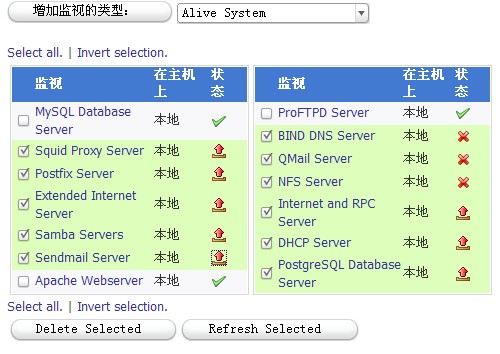 增加监视的类型：
Alive System
Select all. | Invert selection.
监视 在主机上 状态
MySQL Database Server 本地
Squid Proxy Server 本地
Postfix Server 本地
Extended Internet Server 本地
Samba Servers 本地
Sendmail Server 本地
Apache Webserver 本地
监视 在主机上 状态
ProFTPD Server 本地
BIND DNS Server 本地
QMail Server 本地
NFS Server 本地
Internet and RPC Server 本地
DHCP Server 本地
PostgreSQL Database Server 本地
Select all. | Invert selection.
Delete Selected
Refresh Selected